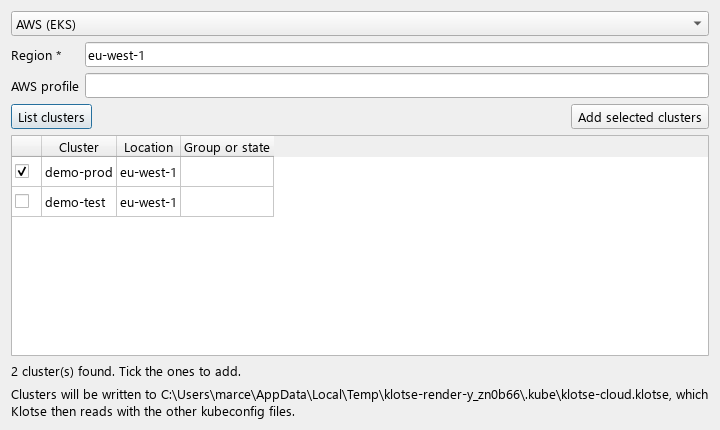 AWS (EKS)
Region * eu-west-1
AWS profile
List clusters Add selected clusters
Cluster Location Group or state
demo-prod eu-west-1
demo-test eu-west-1
2 cluster(s) found. Tick the ones to add.
Clusters will be written to C:\Users\marce\AppData\Local\Temp\klotse-render-y_zn0b66\.kube\klotse-cloud.klotse, which
Klotse then reads with the other kubeconfig files.